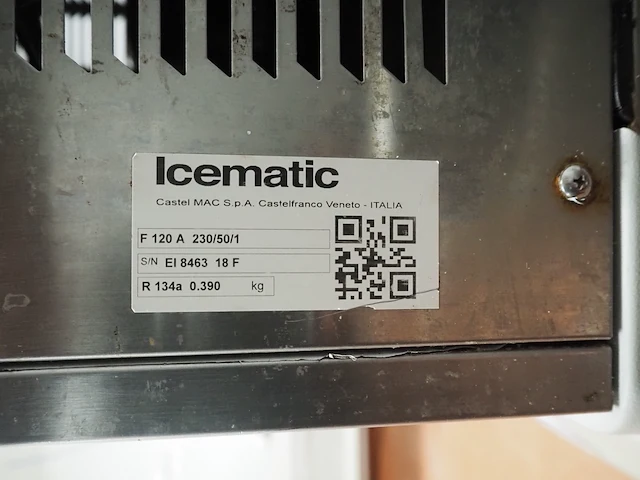 Icematic
Castel MAC S.p.A. Castelfranco Veneto - ITALIA
F 120 A 230/50/1
S/N EI 8463 18 F
R 134a 0.390 kg